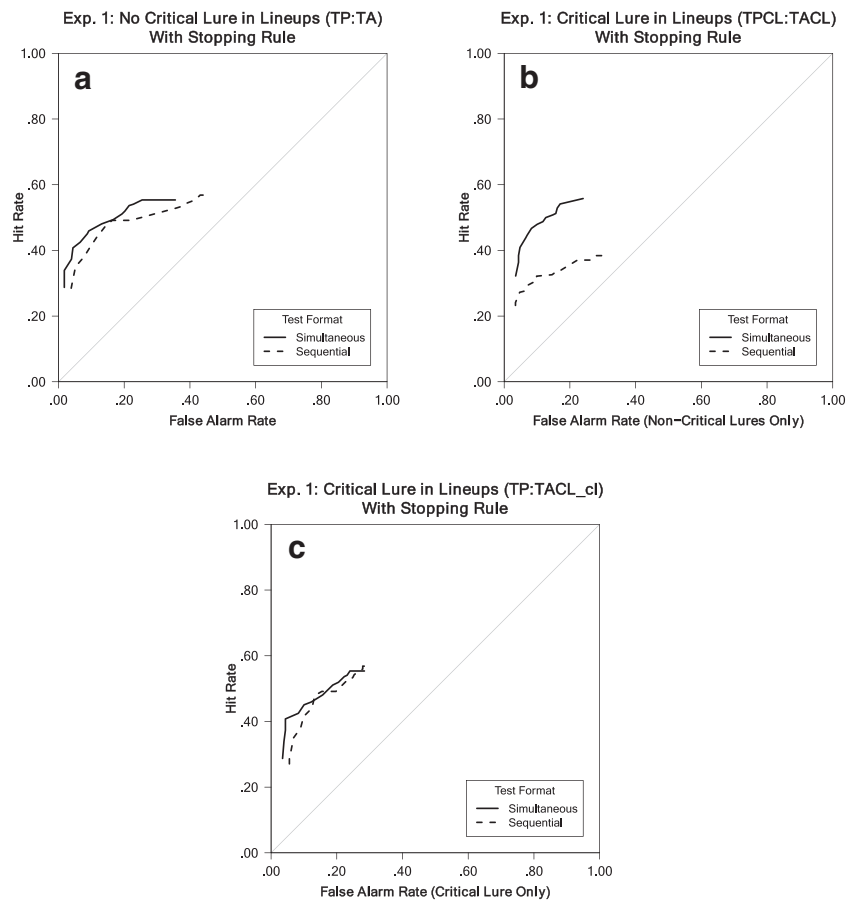 Exp. 1: No Critical Lure in Lineups (TP:TA)
With Stopping Rule
a
1.00
.80
.60
.40
.20
.00
Hit Rate
Test Format
Simultaneous
Sequential
.00 .20 .40 .60 .80 1.00
False Alarm Rate
Exp. 1: Critical Lure in Lineups (TPCL:TACL)
With Stopping Rule
b
1.00
.80
.60
.40
.20
.00
Hit Rate
Test Format
Simultaneous
Sequential
.00 .20 .40 .60 .80 1.00
False Alarm Rate (Non-Critical Lures Only)
Exp. 1: Critical Lure in Lineups (TP:TACL_cl)
With Stopping Rule
c
1.00
.80
.60
.40
.20
.00
Hit Rate
Test Format
Simultaneous
Sequential
.00 .20 .40 .60 .80 1.00
False Alarm Rate (Critical Lure Only)